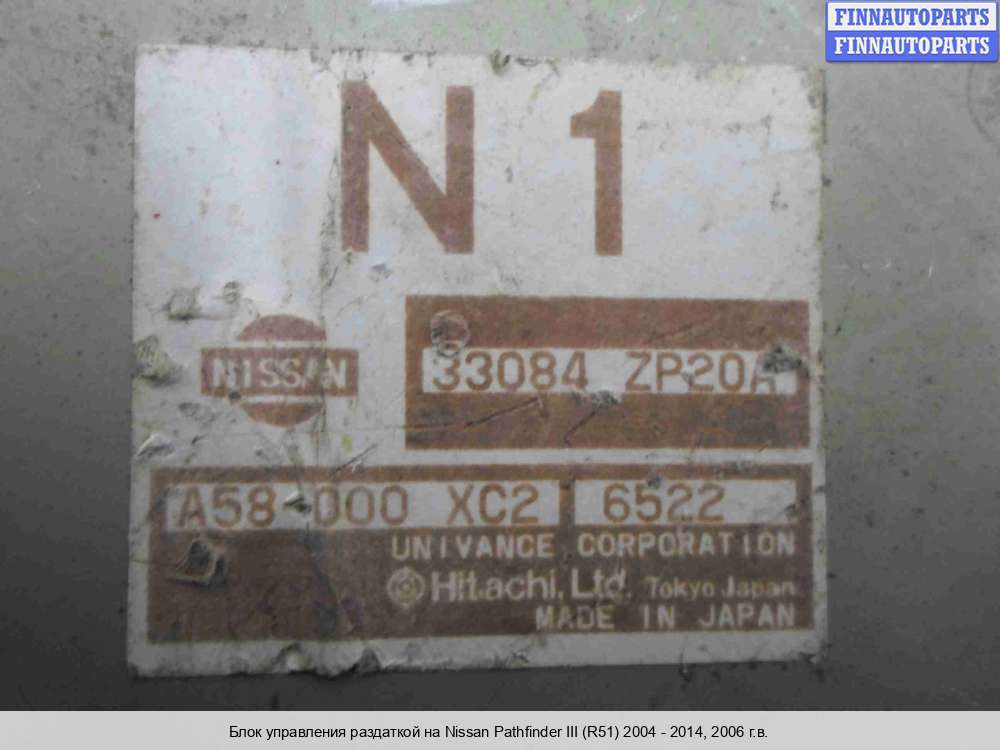 FINNAUTOPARTS
FINNAUTOPARTS
N 1
NISSAN
33084 ZP20A
A58-000 XC2 6522
UNIVANCE CORPORATION
Hitachi, Ltd. Tokyo Japan
MADE IN JAPAN
Блок управления раздаткой на Nissan Pathfinder III (R51) 2004 - 2014, 2006 г.в.